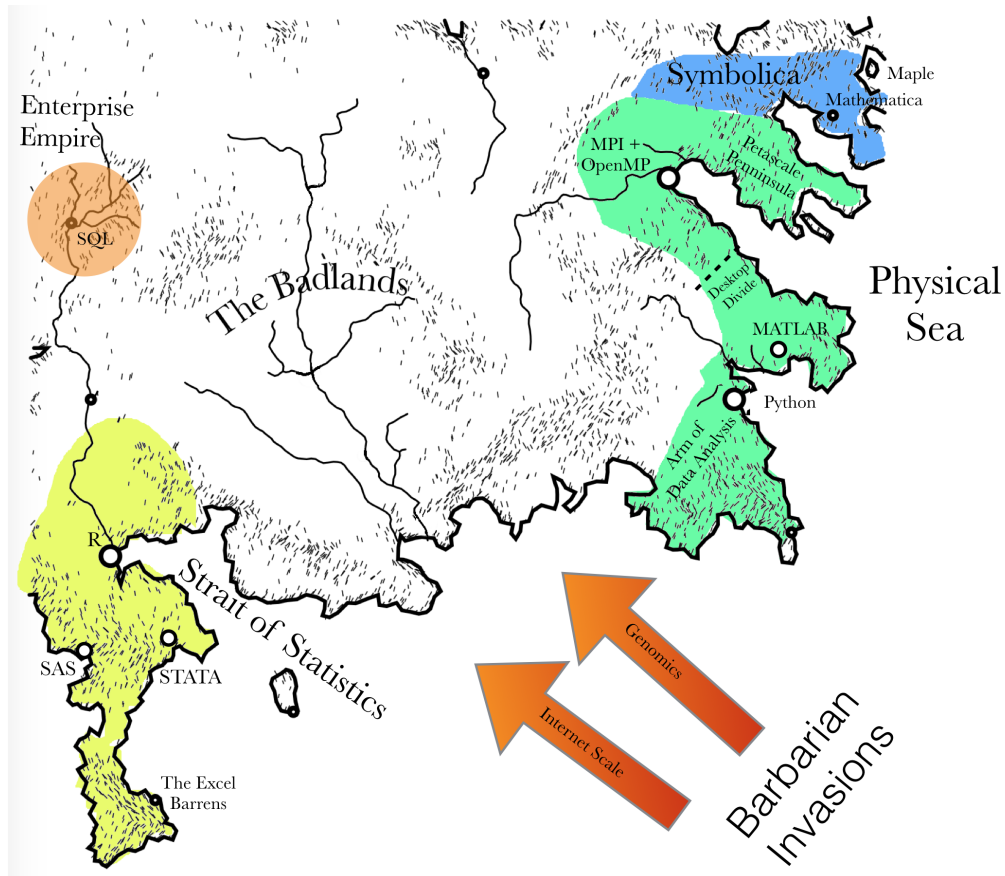 Symbolica
Maple
Mathematica
Enterprise
Empire
MPI +
OpenMP
Petascale
Penninsula
SQL
The Badlands
Desktop
Divide
Physical
Sea
MATLAB
Python
Arm of
Data Analysis
R
Strait of Statistics
SAS
STATA
Genomics
Internet Scale
The Excel
Barrens
Barbarian
Invasions